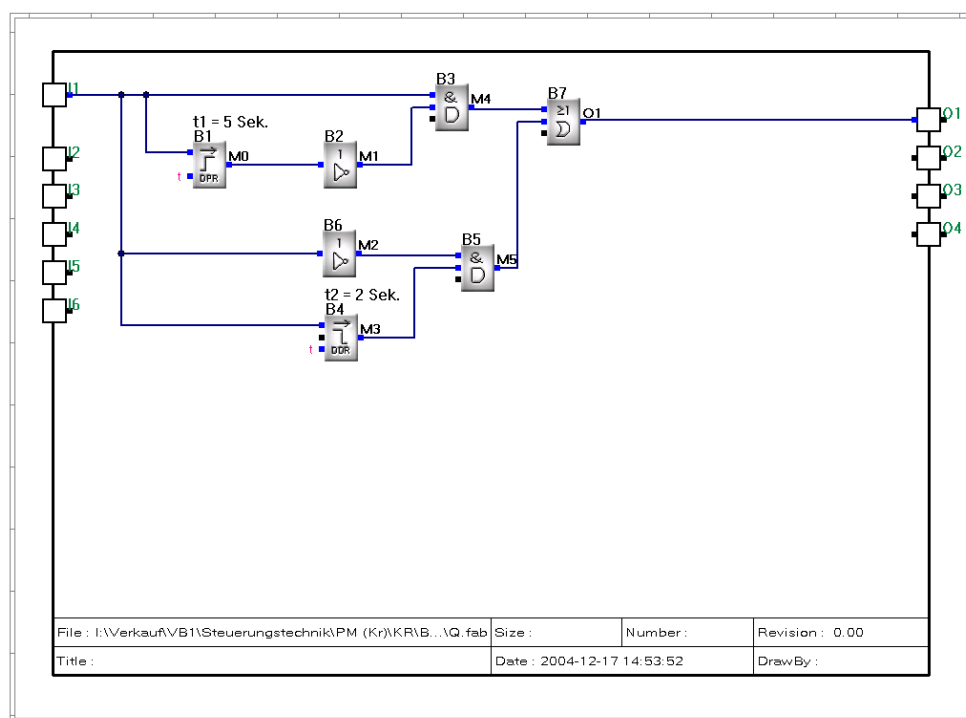 I1
I2
I3
I4
I5
I6
t1 = 5 Sek.
B1
DPR
M0
t
B2
1
M1
B3
&
M4
B7
≥1
O1
B6
1
M2
B5
&
M5
t2 = 2 Sek.
B4
DDR
M3
t
O1
O2
O3
O4
File : I:\Verkauf\VB1\Steuerungstechnik\PM (Kr)\KR\B...\Q.fab Size : Number : Revision : 0.00
Title : Date : 2004-12-17 14:53:52 DrawBy :